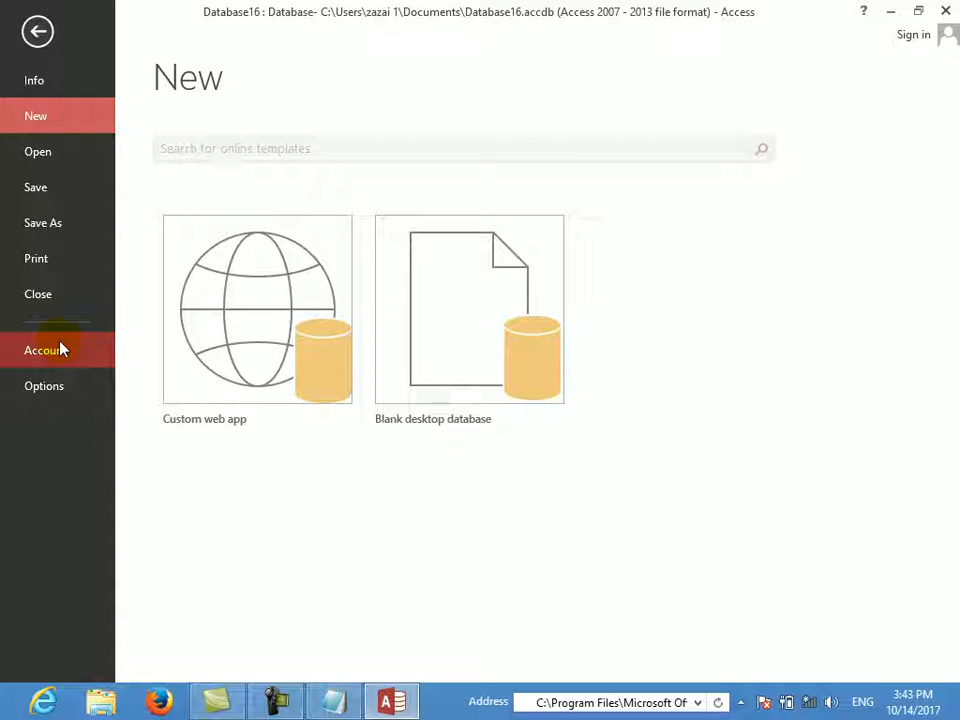 Database16 : Database- C:\Users\zazai 1\Documents\Database16.accdb (Access 2007 - 2013 file format) - Access
?
Sign in
Info
New
New
Search for online templates
Open
Save
Save As
Print
Close
Account
Options
Custom web app
Blank desktop database
Address
C:\Program Files\Microsoft Of
ENG
3:43 PM
10/14/2017